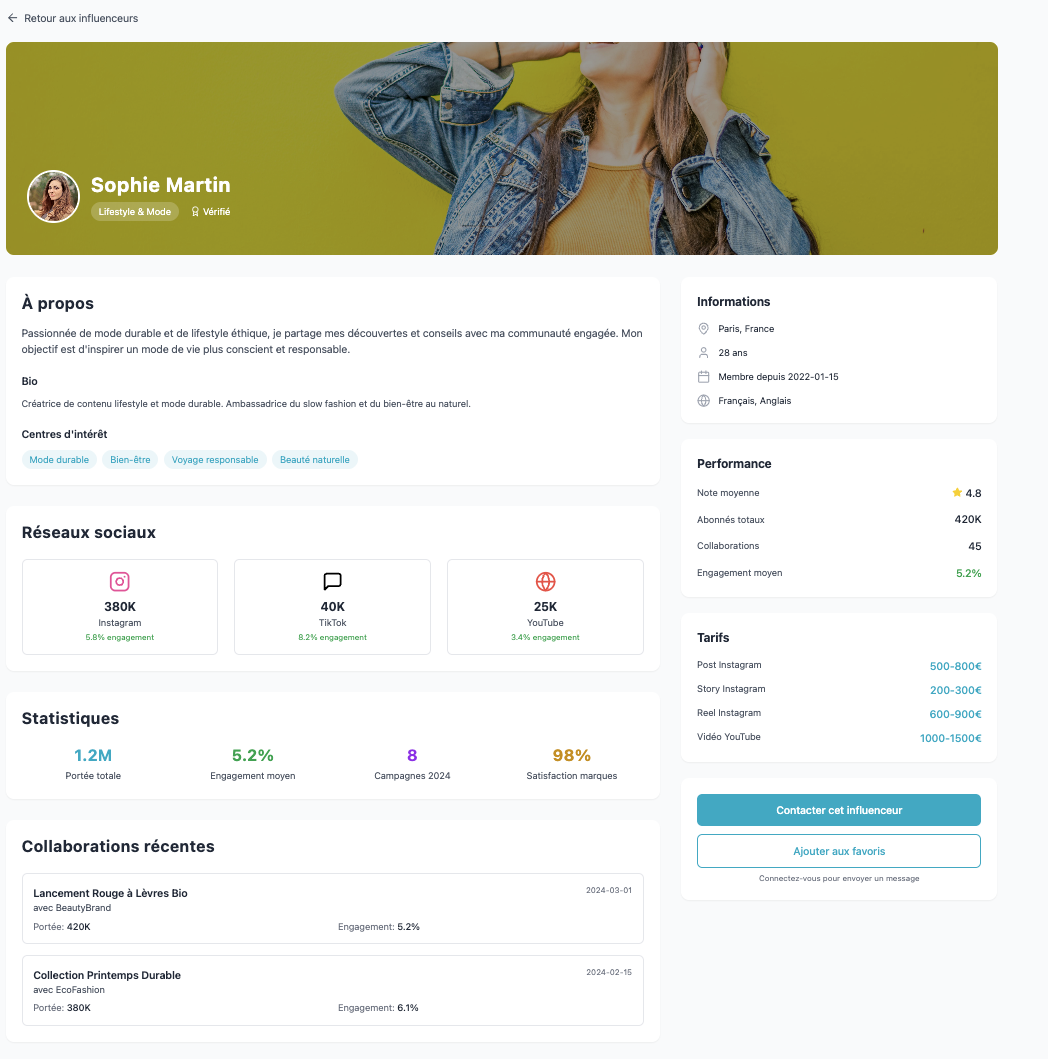 Retour aux influenceurs
Sophie Martin
Lifestyle & Mode
Vérifié
À propos
Passionnée de mode durable et de lifestyle éthique, je partage mes découvertes et conseils avec ma communauté engagée. Mon
objectif est d'inspirer un mode de vie plus conscient et responsable.
Bio
Créatrice de contenu lifestyle et mode durable. Ambassadrice du slow fashion et du bien-être au naturel.
Centres d'intérêt
Mode durable Bien-être Voyage responsable Beauté naturelle
Réseaux sociaux
380K
Instagram
5.8% engagement
40K
TikTok
8.2% engagement
25K
YouTube
3.4% engagement
Statistiques
1.2M
Portée totale
5.2%
Engagement moyen
8
Campagnes 2024
98%
Satisfaction marques
Collaborations récentes
Lancement Rouge à Lèvres Bio 2024-03-01
avec BeautyBrand
Portée: 420K Engagement: 5.2%
Collection Printemps Durable 2024-02-15
avec EcoFashion
Portée: 380K Engagement: 6.1%
Informations
Paris, France
28 ans
Membre depuis 2022-01-15
Français, Anglais
Performance
Note moyenne 4.8
Abonnés totaux 420K
Collaborations 45
Engagement moyen 5.2%
Tarifs
Post Instagram 500-800€
Story Instagram 200-300€
Reel Instagram 600-900€
Vidéo YouTube 1000-1500€
Contacter cet influenceur
Ajouter aux favoris
Connectez-vous pour envoyer un message